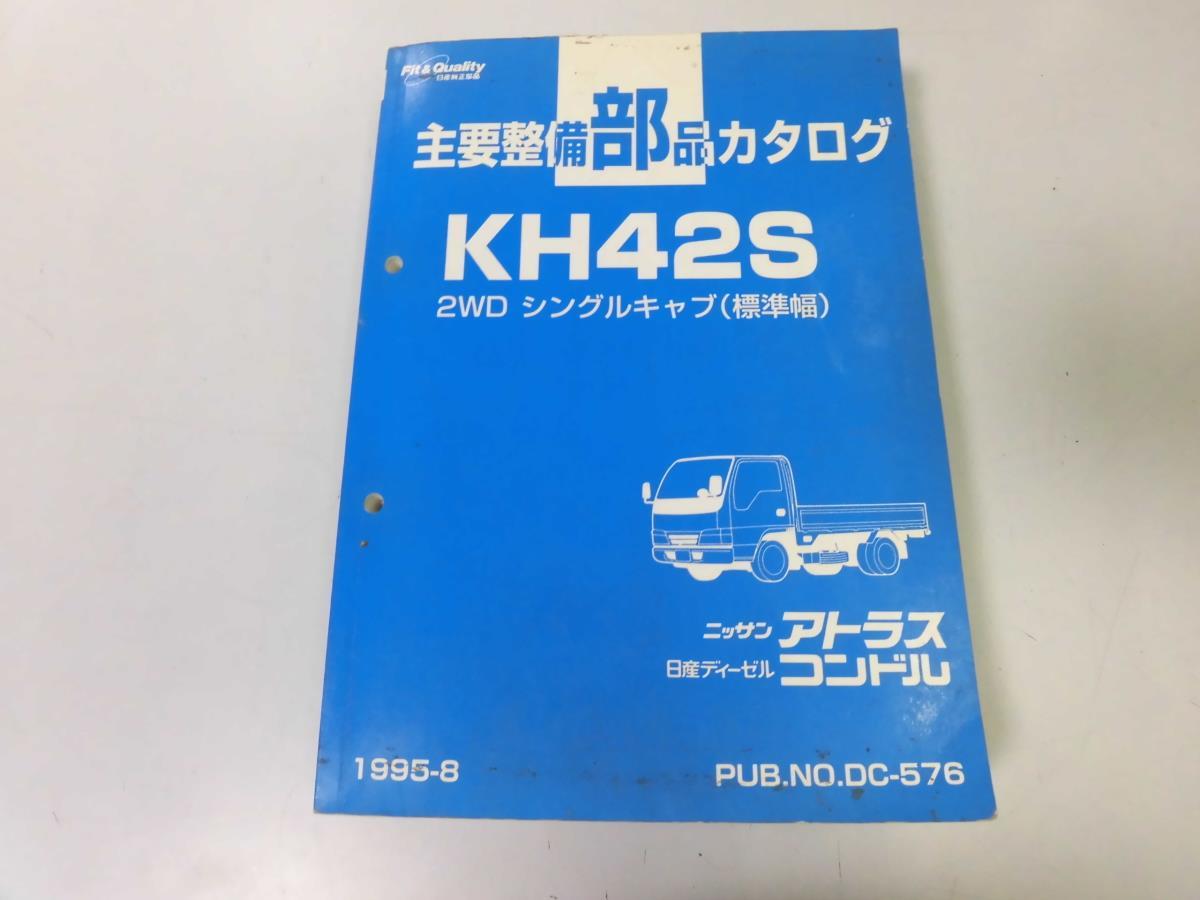 Fit & Quality
日産純正部品
主要整備部品カタログ
KH42S
2WD シングルキャブ(標準幅)
ニッサン アトラス
日産ディーゼル コンドル
1995-8 PUB.NO.DC-576